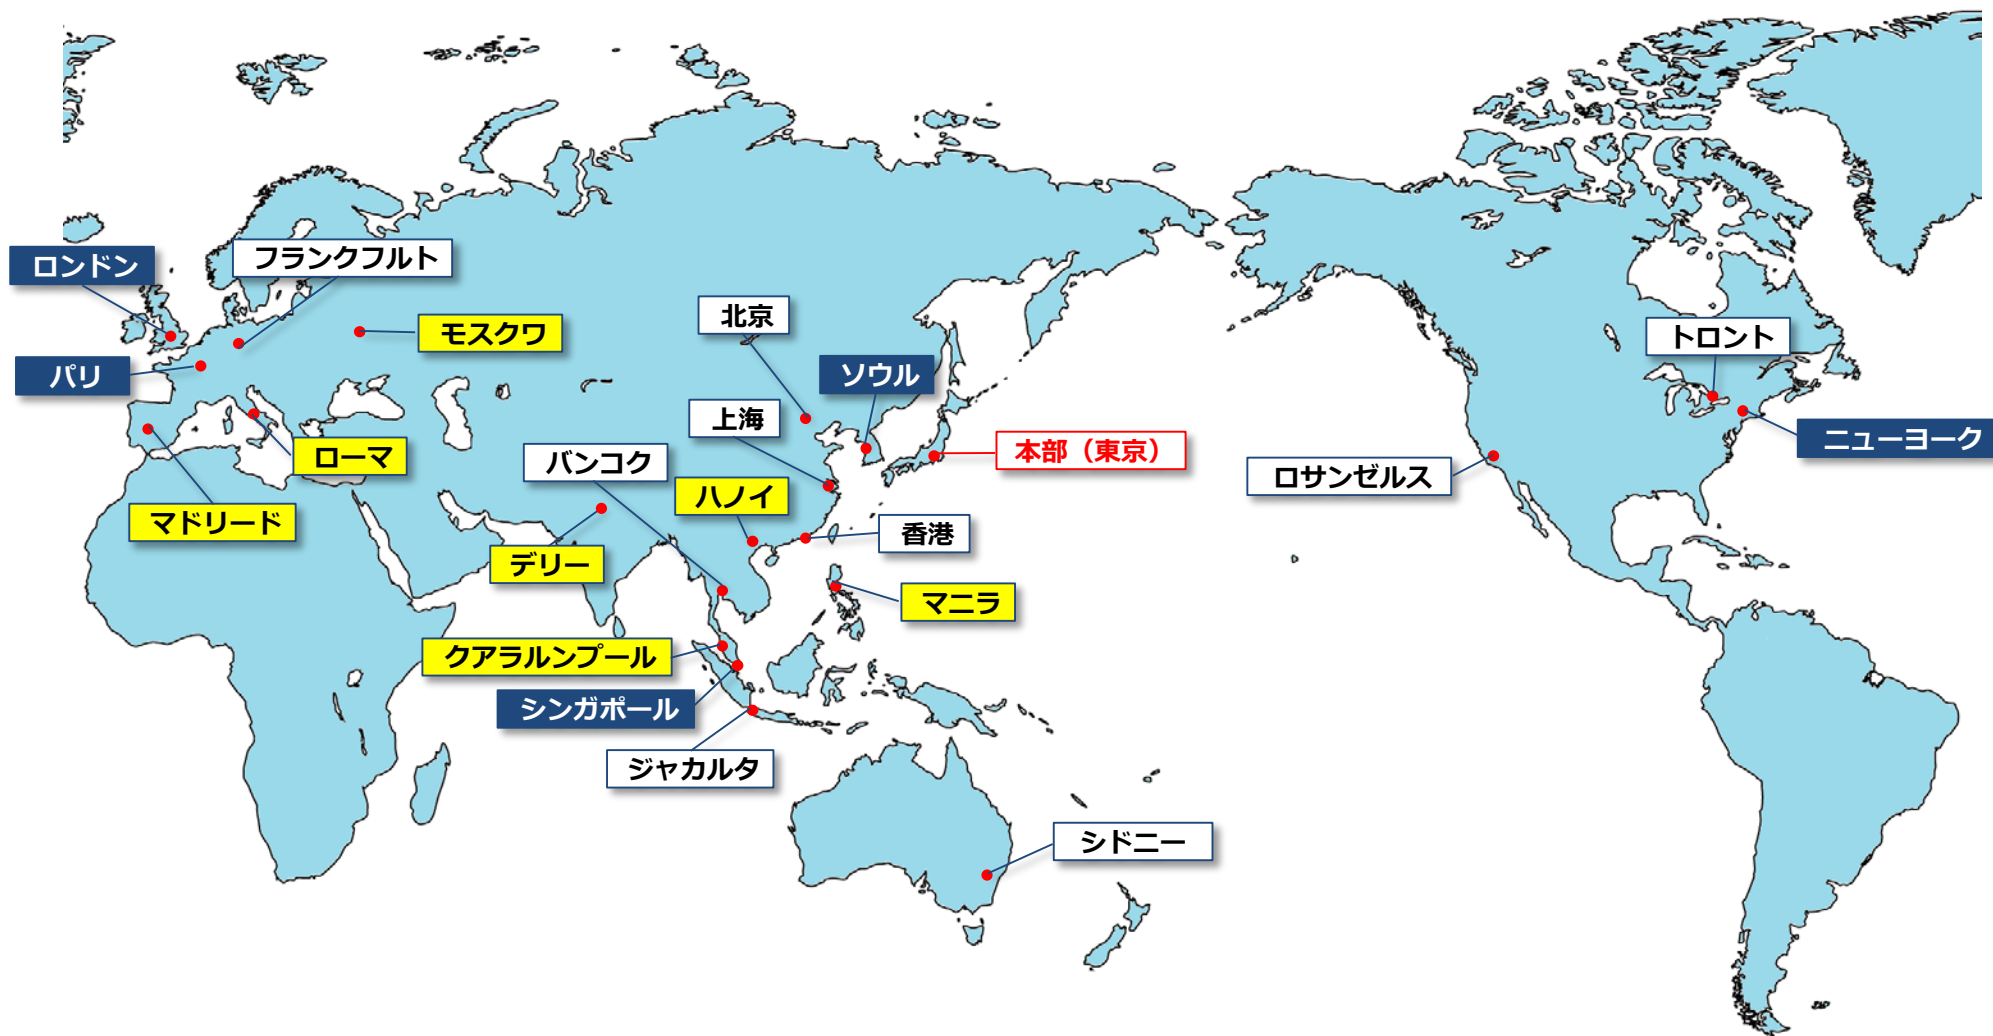 ロンドン
フランクフルト
北京
モスクワ
トロント
パリ
ソウル
上海
ニューヨーク
本部（東京）
ローマ
バンコク
ロサンゼルス
ハノイ
マドリード
香港
デリー
マニラ
クアラルンプール
シンガポール
ジャカルタ
シドニー